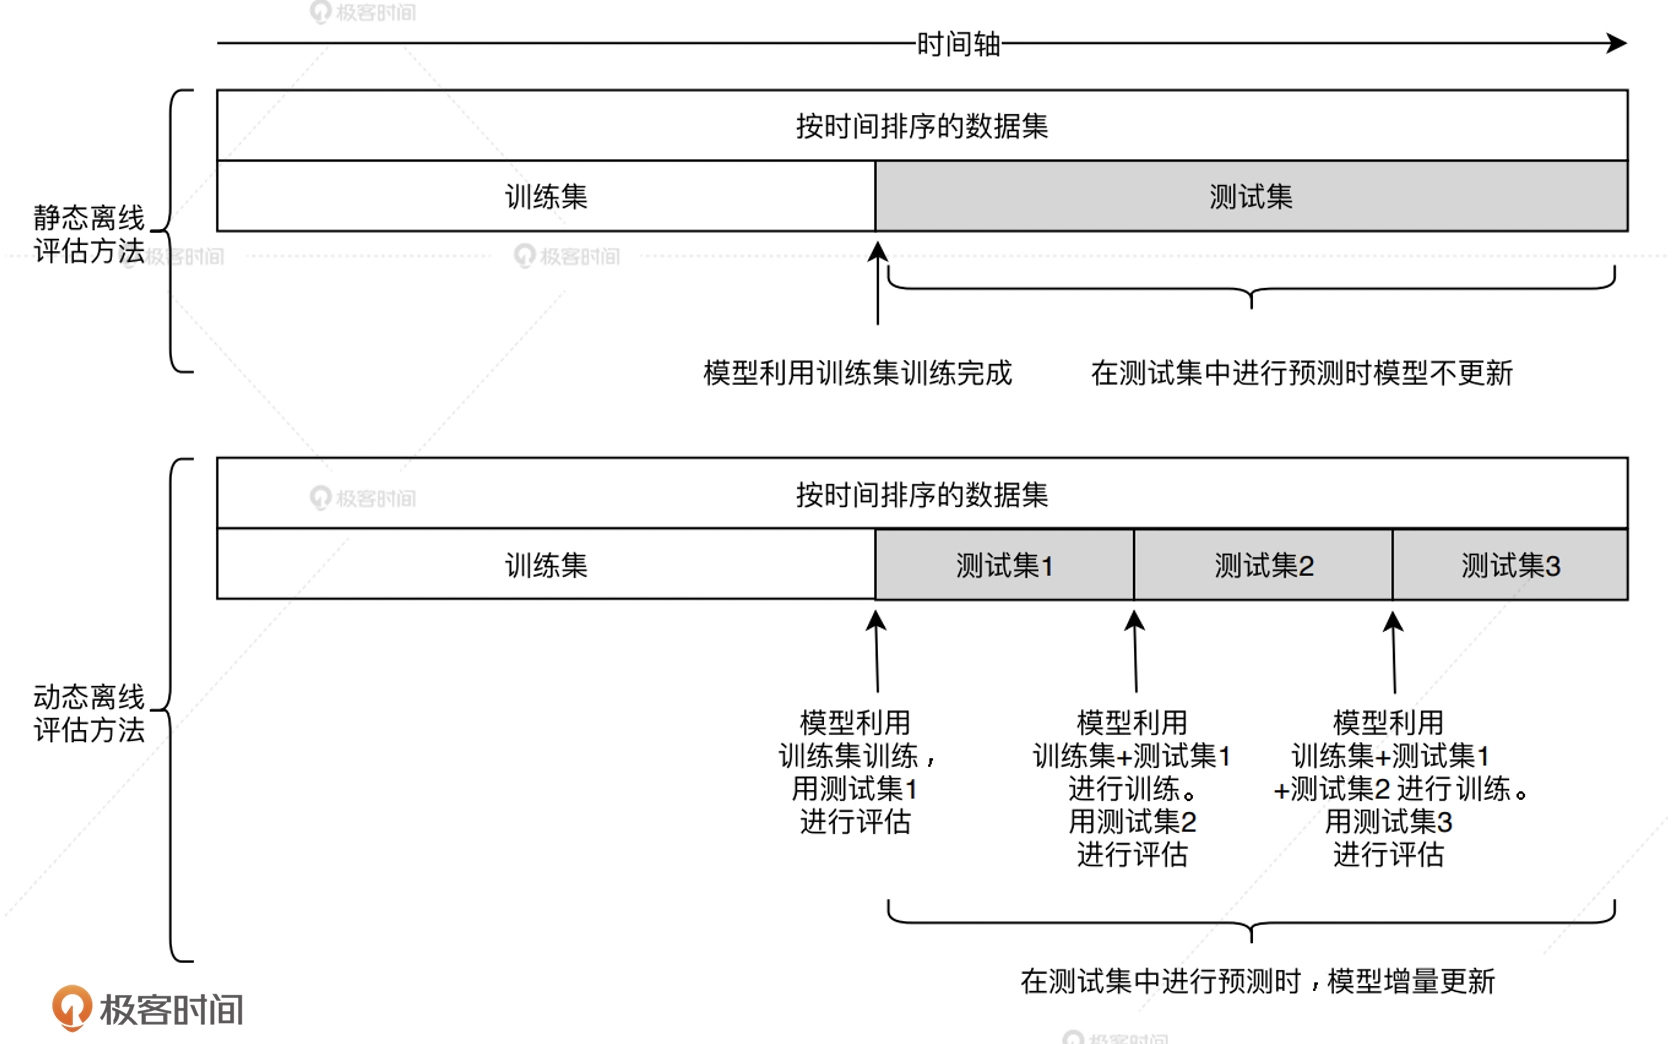 极客时间
时间轴
按时间排序的数据集
训练集
测试集
静态离线
评估方法
极客时间
极客时间
模型利用训练集训练完成
在测试集中进行预测时模型不更新
按时间排序的数据集
极客时间
训练集
测试集1
测试集2
测试集3
动态离线
评估方法
模型利用
训练集训练，
用测试集1
进行评估
模型利用
训练集+测试集1
进行训练。
用测试集2
进行评估
模型利用
训练集+测试集1
+测试集2 进行训练。
用测试集3
进行评估
在测试集中进行预测时，模型增量更新
极客时间
极客时间